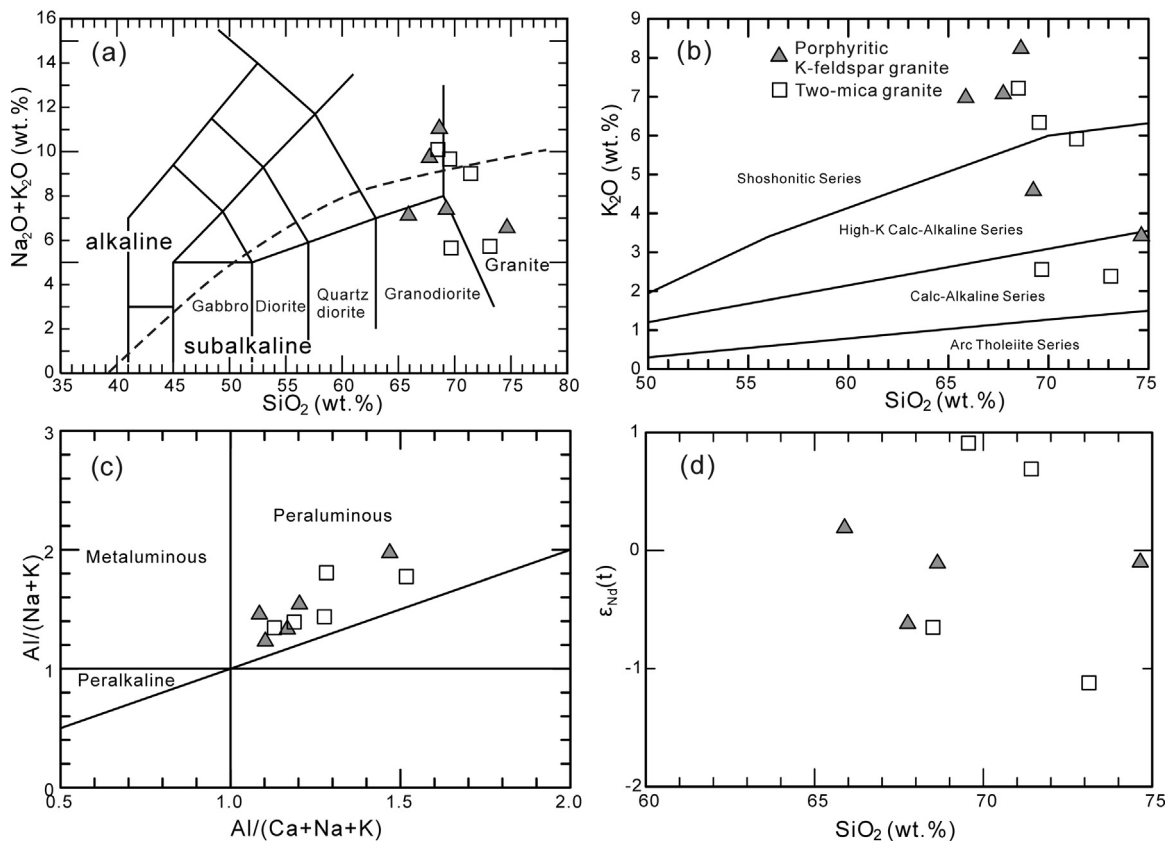 (a)
Na₂O+K₂O (wt.%)
16
14
12
10
8
6
4
2
0
alkaline
subalkaline
Gabbro
Diorite
Quartz
diorite
Granodiorite
Granite
35 40 45 50 55 60 65 70 75 80
SiO₂ (wt.%)
(b)
K₂O (wt.%)
9
8
7
6
5
4
3
2
1
0
Porphyritic
K-feldspar granite
Two-mica granite
Shoshonitic Series
High-K Calc-Alkaline Series
Calc-Alkaline Series
Arc Tholeiite Series
50 55 60 65 70 75
SiO₂ (wt.%)
(c)
Al/(Na+K)
3
2
1
0
Peraluminous
Metaluminous
Peralkaline
0.5 1.0 1.5 2.0
Al/(Ca+Na+K)
(d)
εNd(t)
1
0
-1
-2
60 65 70 75
SiO₂ (wt.%)